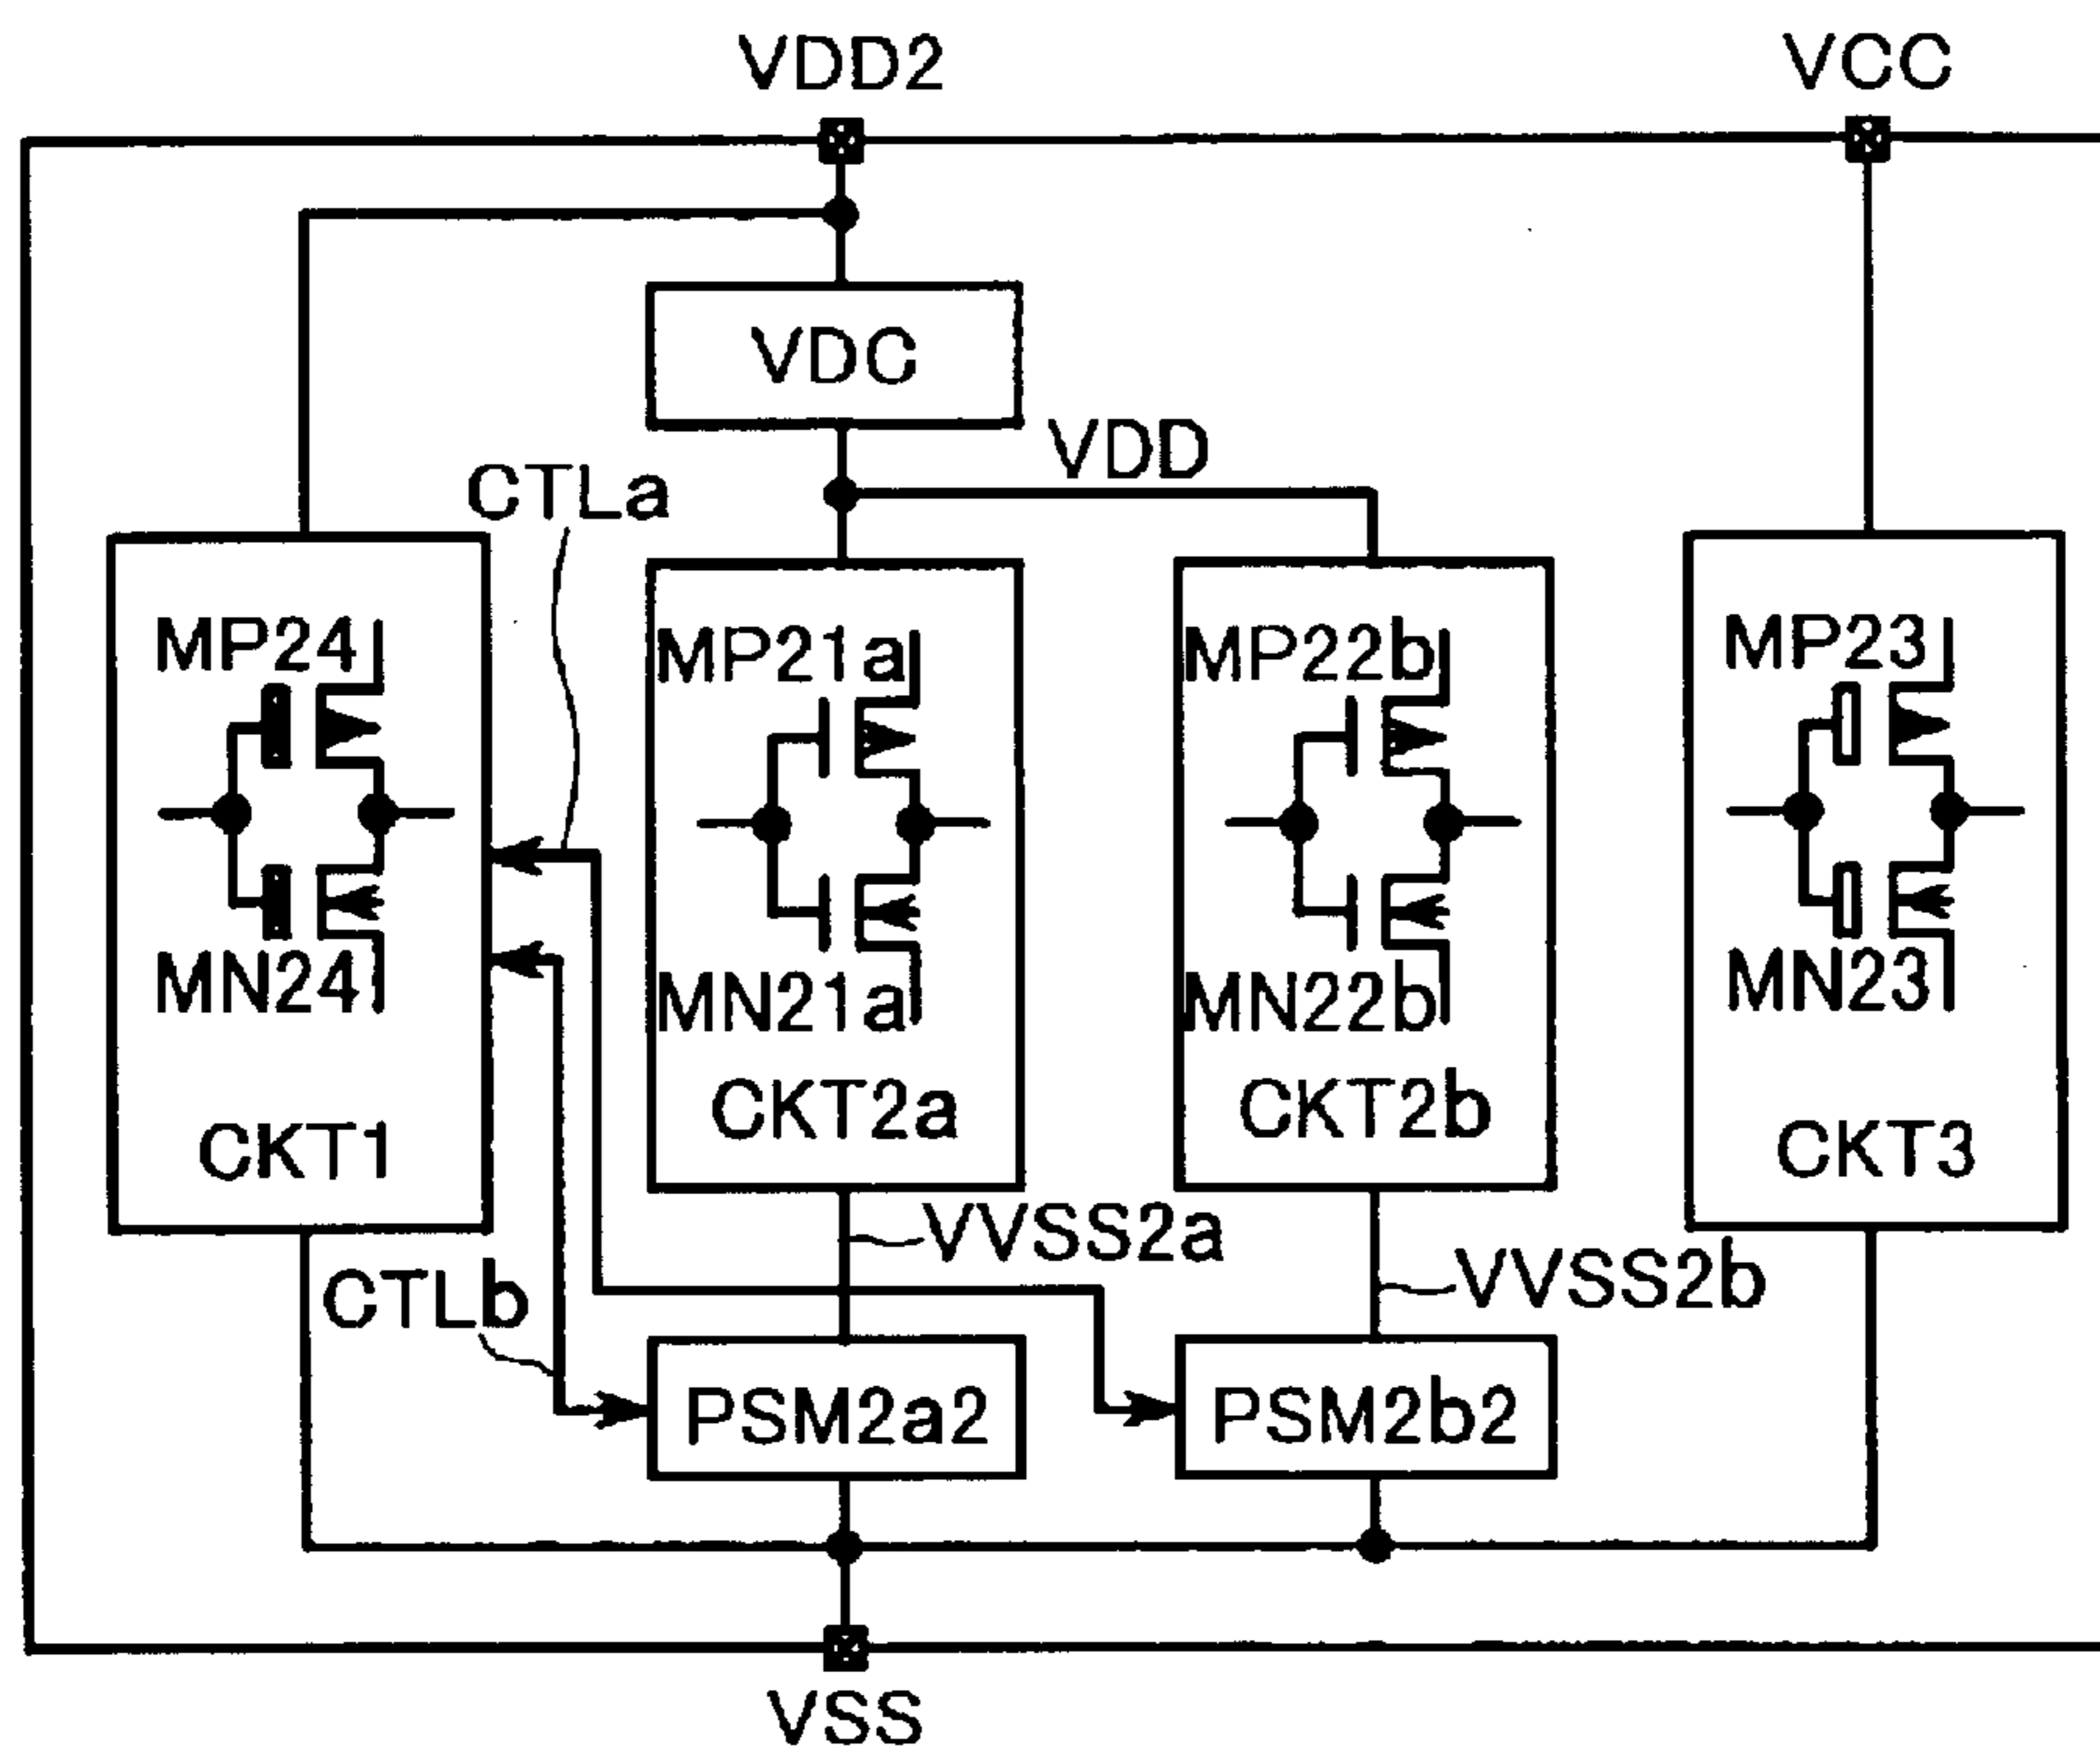 VDD2
VCC
VDC
VDD
CTLa
MP24
MP21a
MP22b
MP23
MN24
MN21a
MN22b
MN23
CKT1
CKT2a
CKT2b
CKT3
VVSS2a
VVSS2b
CTLb
PSM2a2
PSM2b2
VSS